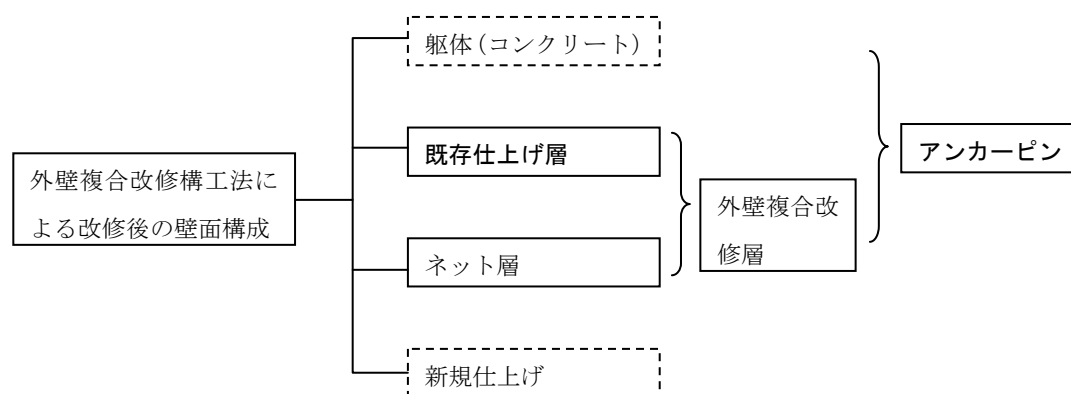 躯体(コンクリート)
既存仕上げ層
アンカーピン
外壁複合改修構工法に
よる改修後の壁面構成
外壁複合改
修層
ネット層
新規仕上げ